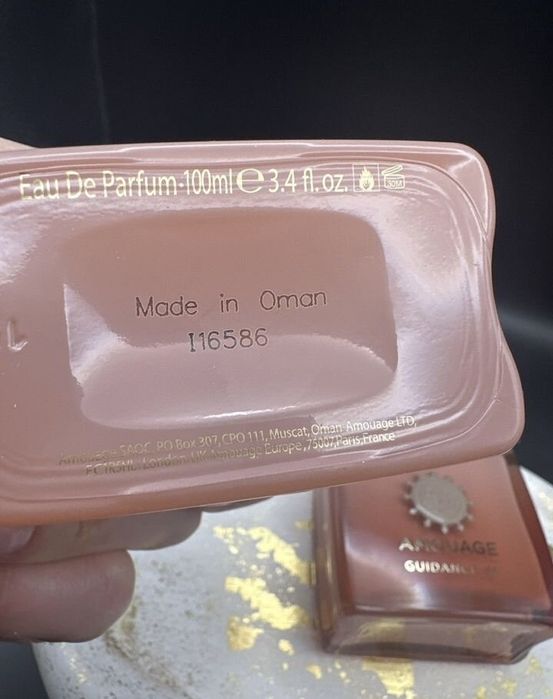 Eau De Parfum·100ml ℮ 3.4 fl.oz. 30M
Made in Oman
I16586
Amouage SAOC, PO Box 307, CPO 111, Muscat, Oman. Amouage LTD,
London, UK Amouage Europe, 75007, Paris, France
AMOUAGE
GUIDANCE